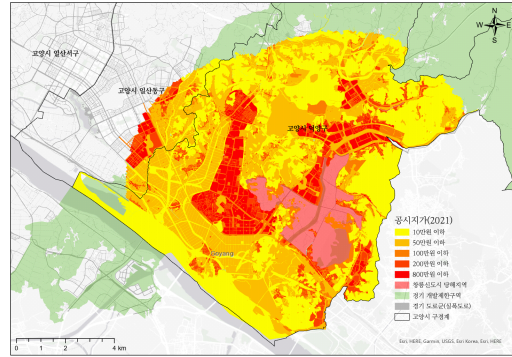 N
W
E
S
고양시 일산서구
고양시 일산동구
고양시 덕양구
Goyang
공시지가(2021)
10만원 이하
50만원 이하
100만원 이하
200만원 이하
800만원 이하
창릉신도시 당해지역
경기 개발제한구역
경기 도로군(실폭도로)
고양시 구경계
0 2 4 km
Esri, HERE, Garmin, USGS, Esri Korea, Esri, HERE